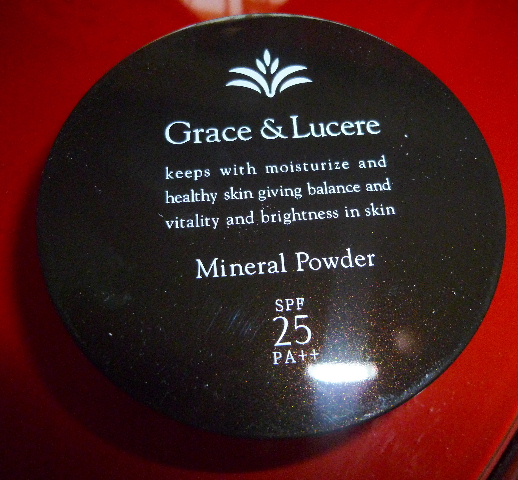 Grace & Lucere
keeps with moisturize and
healthy skin giving balance and
vitality and brightness in skin
Mineral Powder
SPF
25
PA++